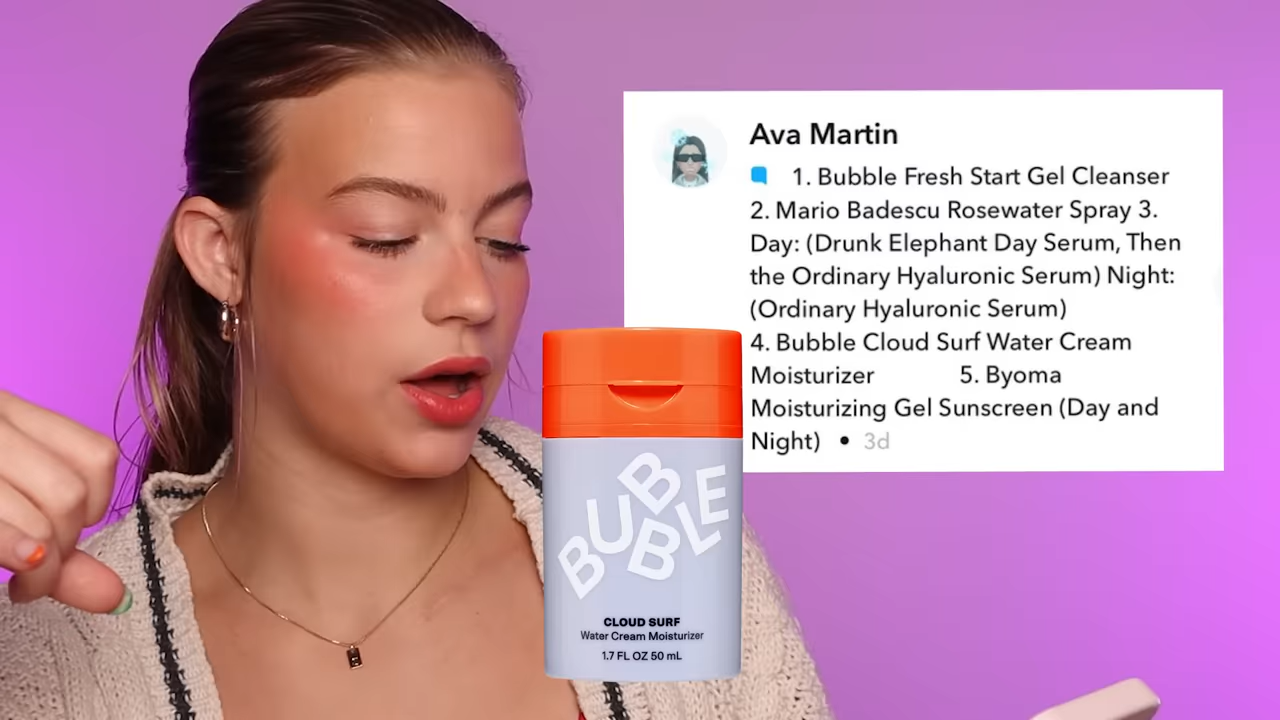 Ava Martin
1. Bubble Fresh Start Gel Cleanser
2. Mario Badescu Rosewater Spray 3.
Day: (Drunk Elephant Day Serum, Then
the Ordinary Hyaluronic Serum) Night:
(Ordinary Hyaluronic Serum)
4. Bubble Cloud Surf Water Cream
Moisturizer 5. Byoma
Moisturizing Gel Sunscreen (Day and
Night) • 3d
BUBBLE
CLOUD SURF
Water Cream Moisturizer
1.7 FL OZ 50 mL